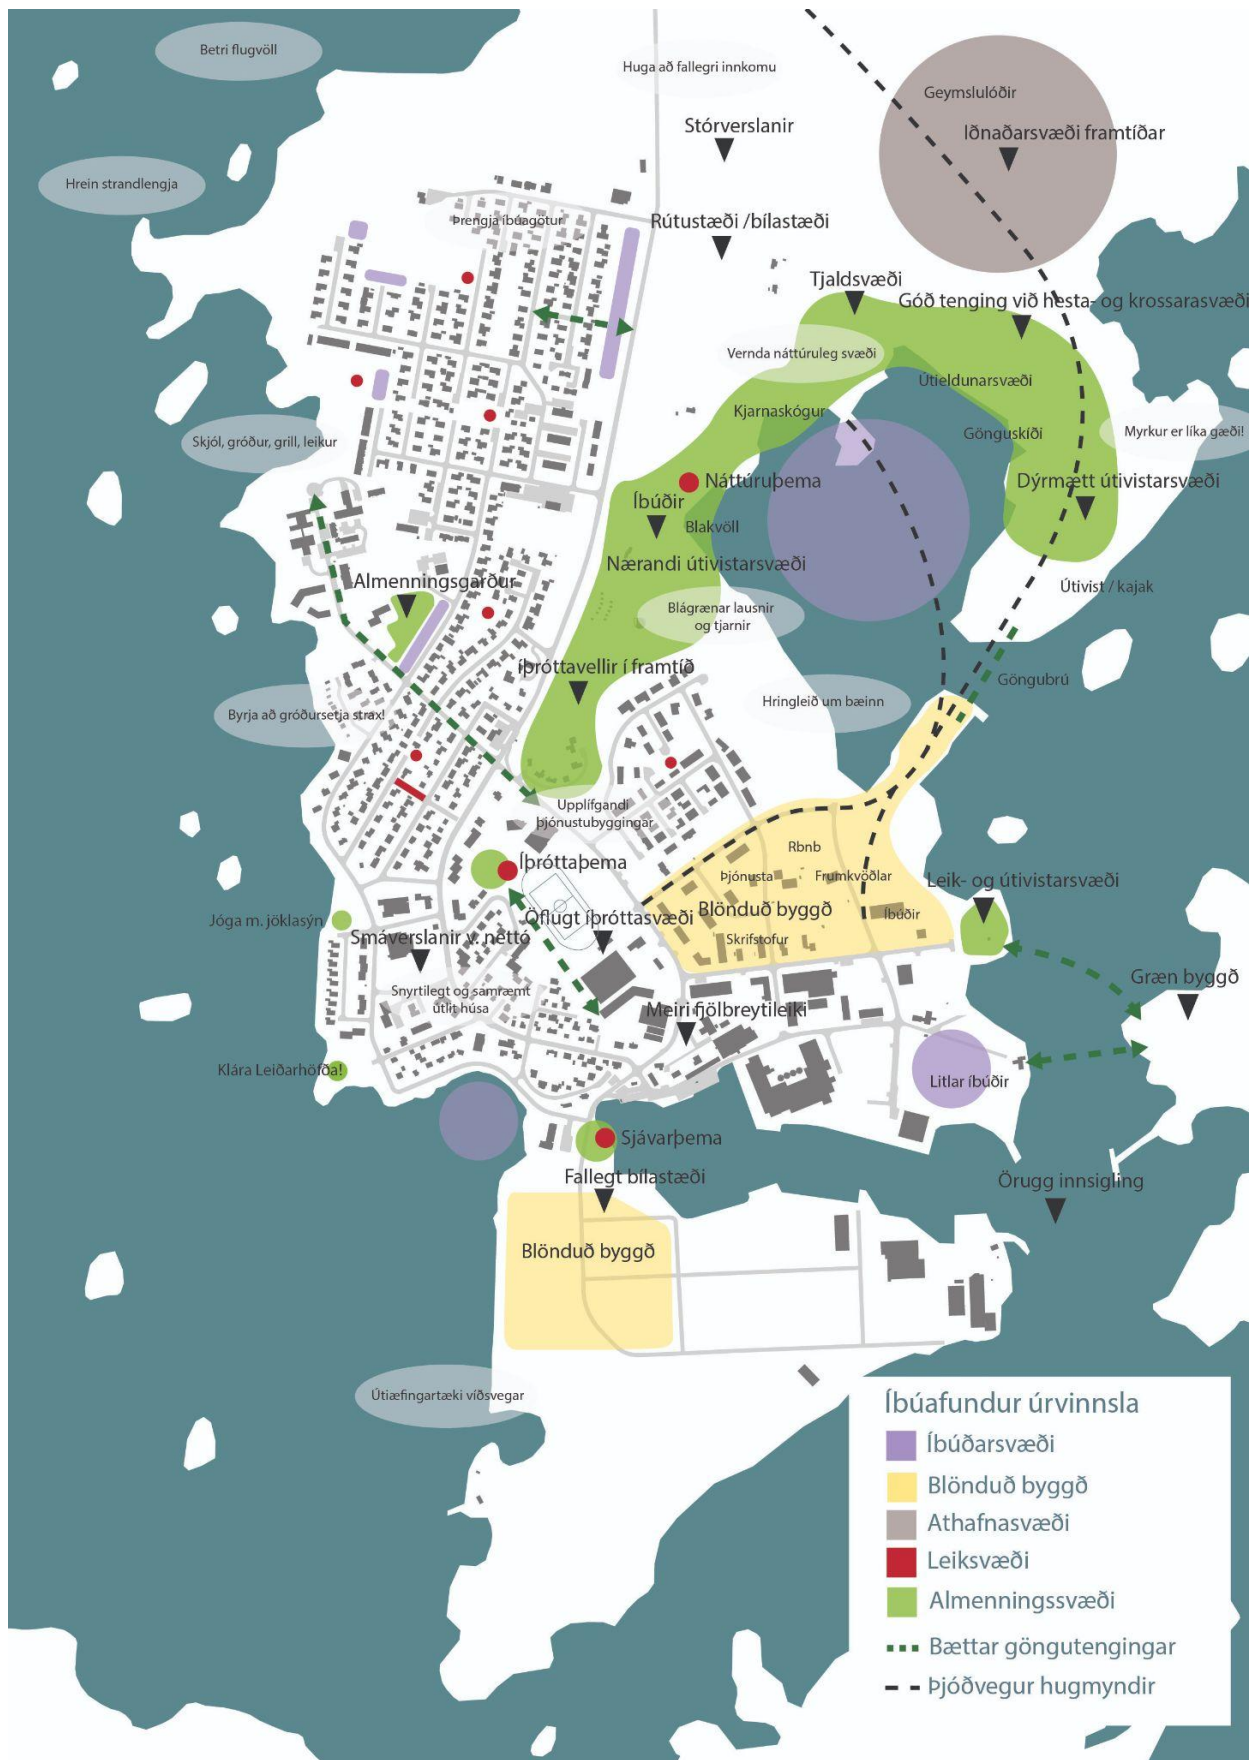 Betri flugvöll
Huga að fallegri innkomu
Geymslulóðir
Stórverslanir
Iðnaðarsvæði framtíðar
Hrein strandlengja
Þrengja íbúagötur
Rútustæði /bílastæði
Tjaldsvæði
Góð tenging við hesta- og krossarasvæði
Vernda náttúruleg svæði
Útieldunarsvæði
Kjarnaskógur
Skjól, gróður, grill, leikur
Gönguskíði
Myrkur er líka gæði!
Náttúruþema
Dýrmætt útivistarsvæði
Íbúðir
Blakvöll
Nærandi útivistarsvæði
Almenningsgarður
Útivist / kajak
Blágrænar lausnir
og tjarnir
íþróttavellir í framtíð
Göngubrú
Hringleið um bæinn
Byrja að gróðursetja strax!
Upplífgandi
þjónustubyggingar
Rbnb
Íþróttaþema
Þjónusta
Frumkvöðlar
Leik- og útivistarsvæði
Blönduð byggð
Íbúðir
Jóga m. jöklasýn
Öflugt íþróttasvæði
Smáverslanir v. nettó
Skrifstofur
Græn byggð
Snyrtilegt og samræmt
útlit húsa
Meiri fjölbreytileiki
Klára Leiðarhöfða!
Litlar íbúðir
Sjávarþema
Fallegt bílastæði
Örugg innsigling
Blönduð byggð
Útiæfingartæki víðsvegar
Íbúafundur úrvinnsla
Íbúðarsvæði
Blönduð byggð
Athafnasvæði
Leiksvæði
Almenningssvæði
Bættar göngutengingar
Þjóðvegur hugmyndir